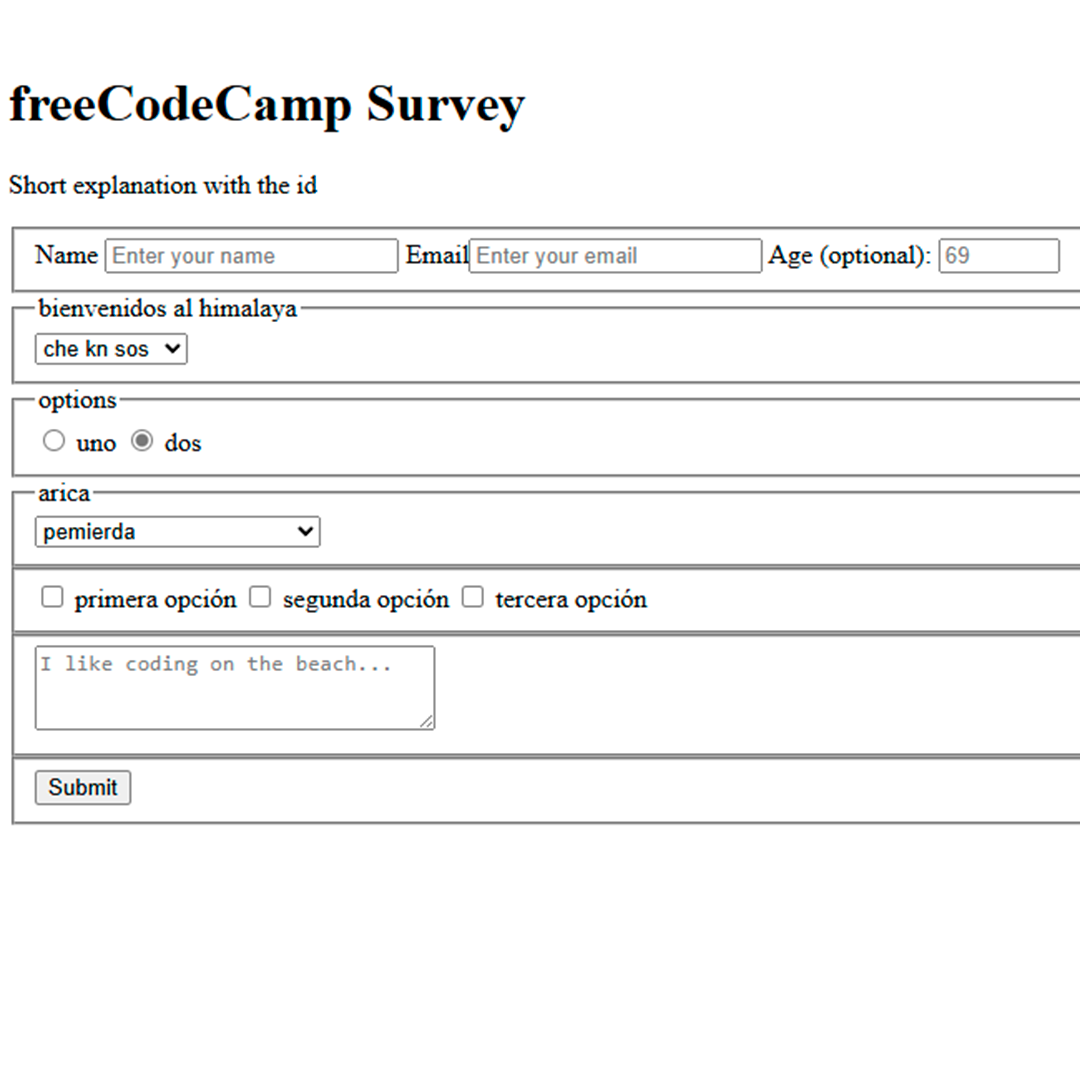 freeCodeCamp Survey
Short explanation with the id
Name Enter your name Email Enter your email Age (optional): 69
bienvenidos al himalaya
che kn sos
options
uno dos
arica
pemierda
primera opción segunda opción tercera opción
I like coding on the beach...
Submit